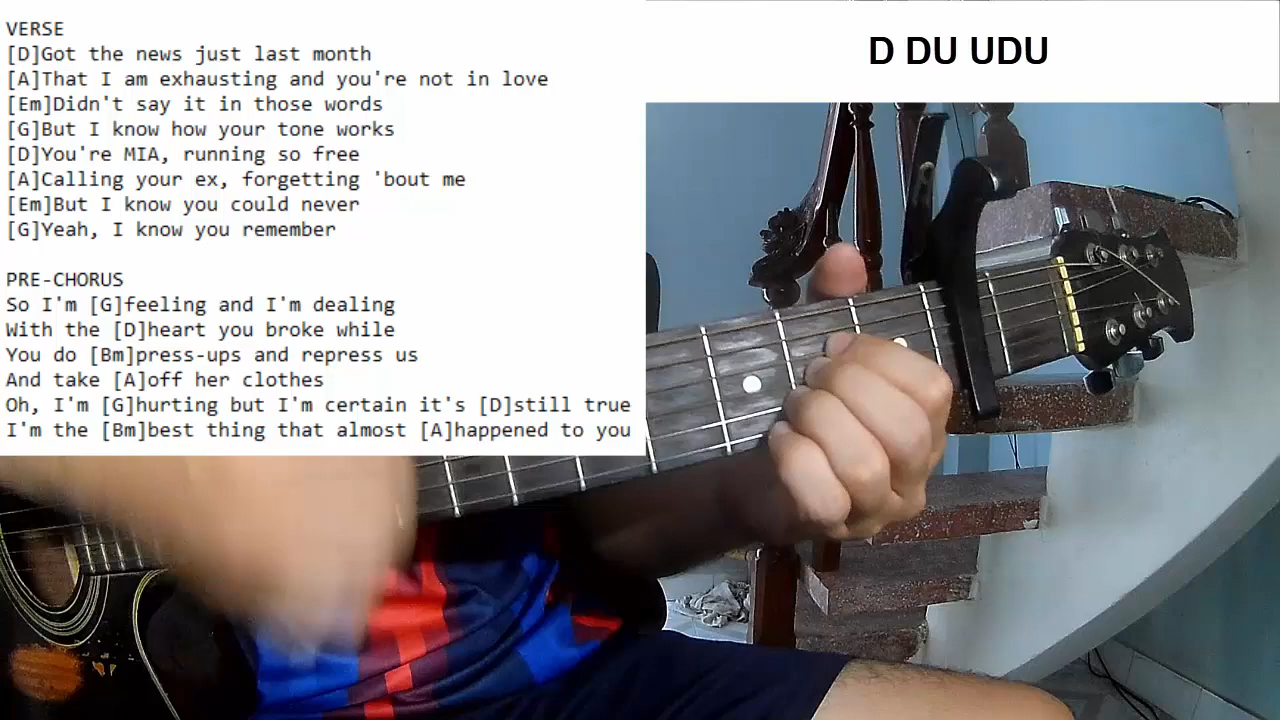 VERSE
[D]Got the news just last month
[A]That I am exhausting and you're not in love
[Em]Didn't say it in those words
[G]But I know how your tone works
[D]You're MIA, running so free
[A]Calling your ex, forgetting 'bout me
[Em]But I know you could never
[G]Yeah, I know you remember
PRE-CHORUS
So I'm [G]feeling and I'm dealing
With the [D]heart you broke while
You do [Bm]press-ups and repress us
And take [A]off her clothes
Oh, I'm [G]hurting but I'm certain it's [D]still true
I'm the [Bm]best thing that almost [A]happened to you
D DU UDU